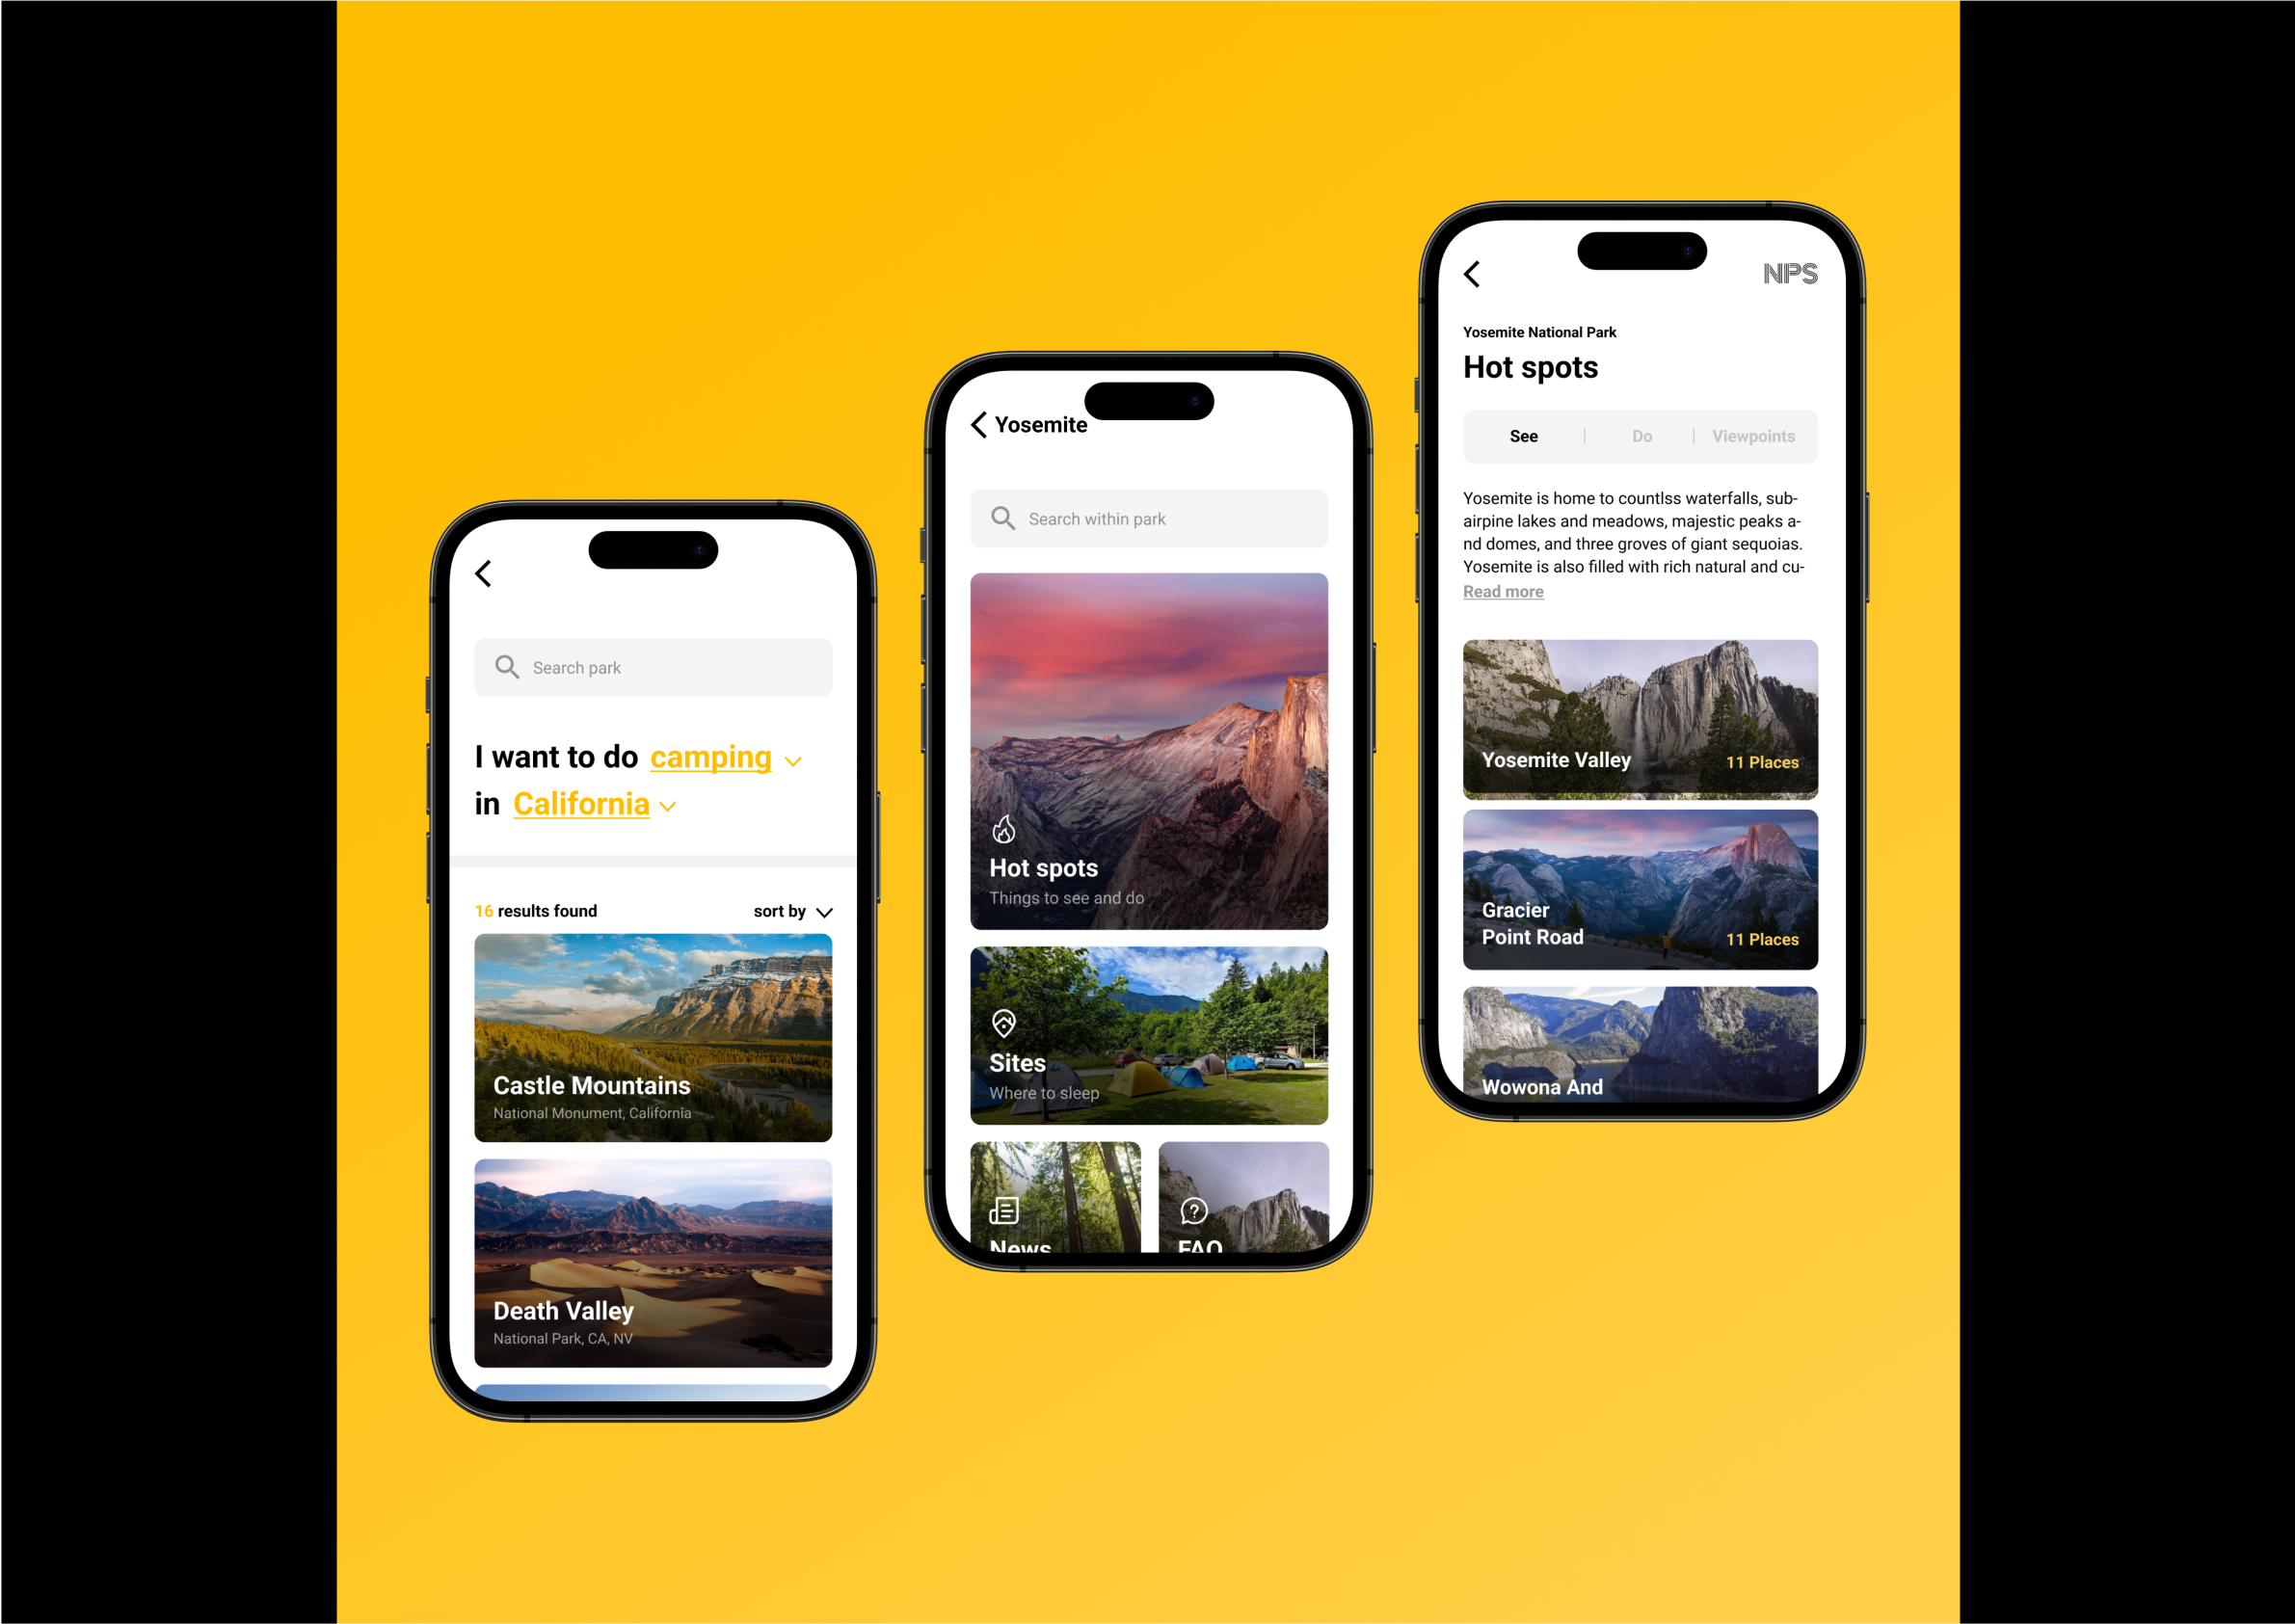 Search park
I want to do camping
in California
16 results found
sort by
Castle Mountains
National Monument, California
Death Valley
National Park, CA, NV
Yosemite
Search within park
Hot spots
Things to see and do
Sites
Where to sleep
News
FAQ
NPS
Yosemite National Park
Hot spots
See
Do
Viewpoints
Yosemite is home to countlss waterfalls, sub-
airpine lakes and meadows, majestic peaks a-
nd domes, and three groves of giant sequoias.
Yosemite is also filled with rich natural and cu-
Read more
Yosemite Valley
11 Places
Gracier
Point Road
11 Places
Wowona And